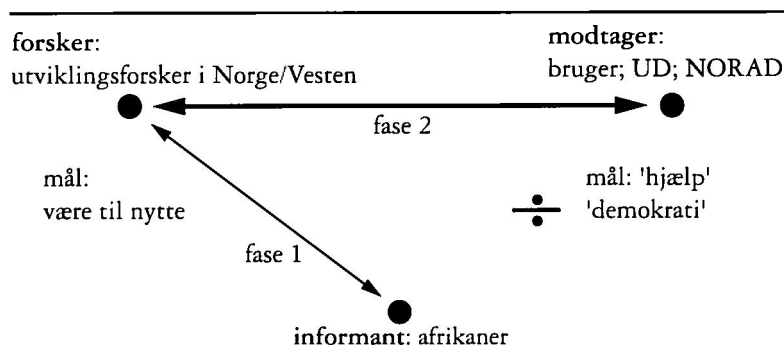 forsker:
utviklingsforsker i Norge/Vesten
modtager:
bruger; UD; NORAD
fase 2
mål:
være til nytte
mål: 'hjælp'
'demokrati'
fase 1
informant: afrikaner